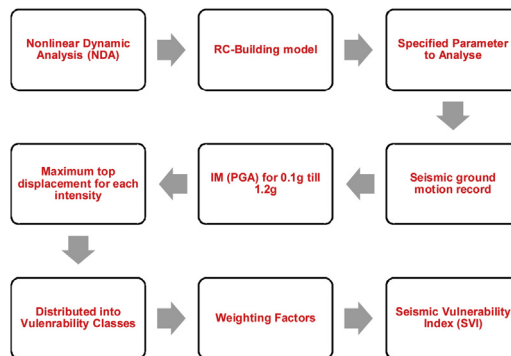 Nonlinear Dynamic
Analysis (NDA)
RC-Building model
Specified Parameter
to Analyse
Seismic ground
motion record
IM (PGA) for 0.1g till
1.2g
Maximum top
displacement for each
intensity
Distributed into
Vulenrability Classes
Weighting Factors
Seismic Vulnerability
Index (SVI)